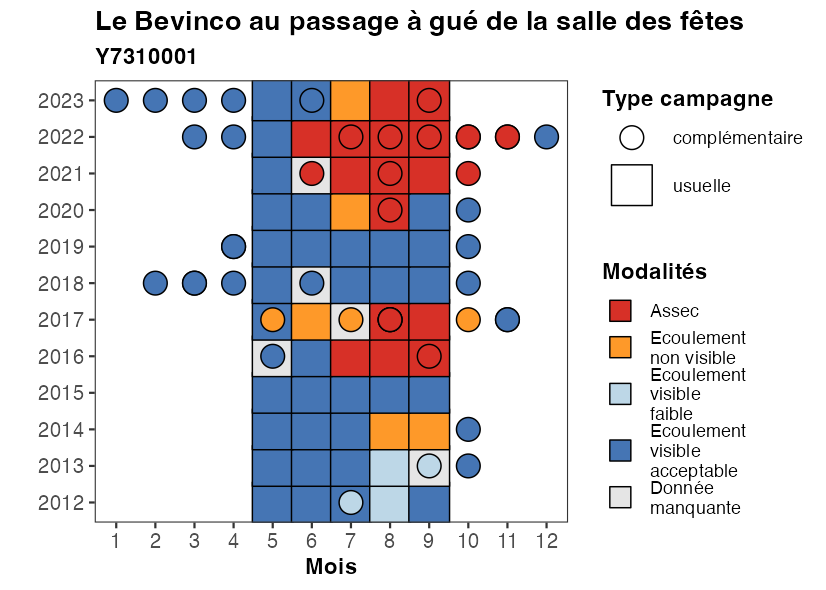 Le Bevinco au passage à gué de la salle des fêtes
Y7310001
2023
2022
2021
2020
2019
2018
2017
2016
2015
2014
2013
2012
1 2 3 4 5 6 7 8 9 10 11 12
Mois
Type campagne
complémentaire
usuelle
Modalités
Assec
Ecoulement
non visible
Ecoulement
visible
faible
Ecoulement
visible
acceptable
Donnée
manquante